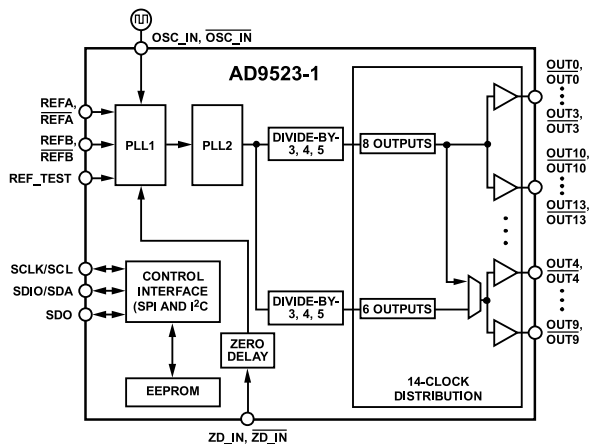 OSC_IN, OSC_IN
AD9523-1
REFA,
REFA
REFB,
REFB
REF_TEST
PLL1
PLL2
DIVIDE-BY-
3, 4, 5
8 OUTPUTS
OUT0,
OUT0
OUT3,
OUT3
OUT10,
OUT10
OUT13,
OUT13
SCLK/SCL
SDIO/SDA
SDO
CONTROL
INTERFACE
(SPI AND I2C
EEPROM
ZERO
DELAY
DIVIDE-BY-
3, 4, 5
6 OUTPUTS
OUT4,
OUT4
OUT9,
OUT9
14-CLOCK
DISTRIBUTION
ZD_IN, ZD_IN